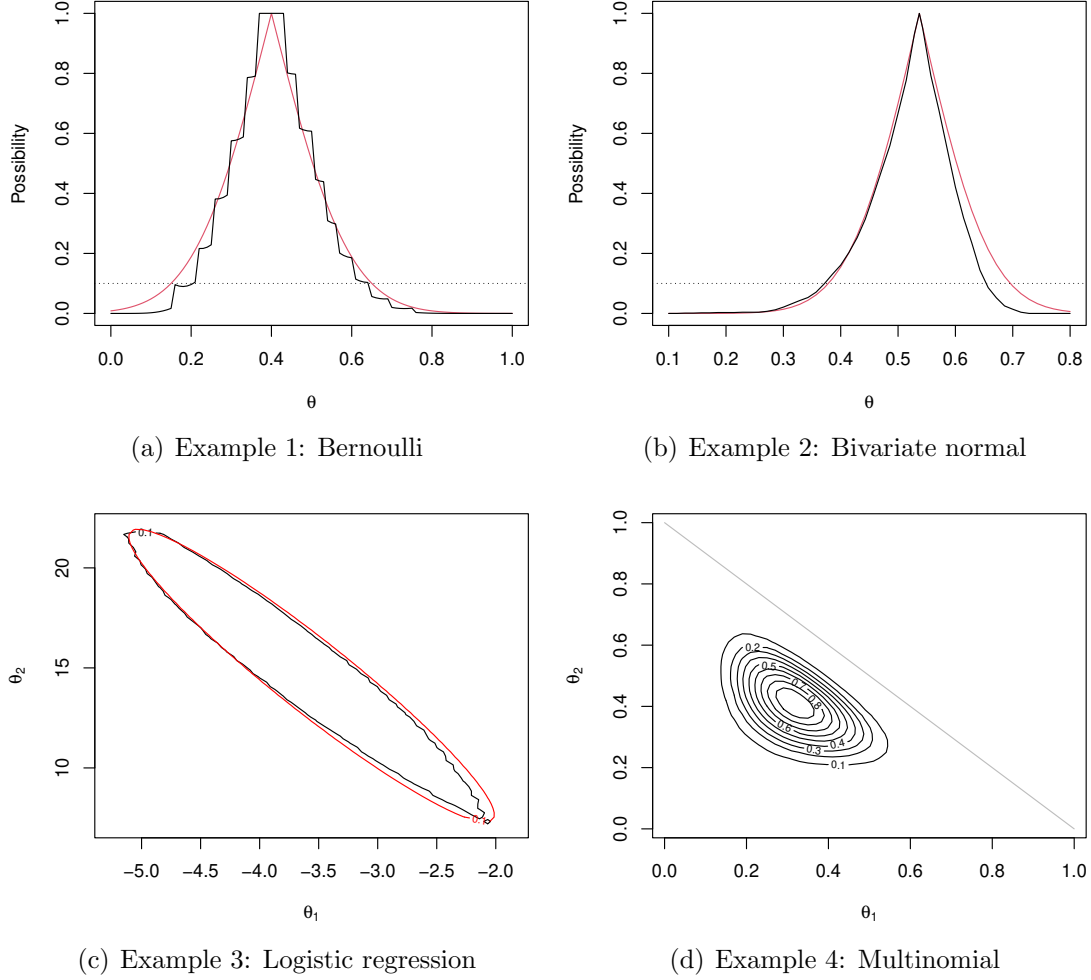 1.0
0.8
0.6
0.4
0.2
0.0
Possibility
0.0 0.2 0.4 0.6 0.8 1.0
θ
(a) Example 1: Bernoulli
1.0
0.8
0.6
0.4
0.2
0.0
Possibility
0.1 0.2 0.3 0.4 0.5 0.6 0.7 0.8
θ
(b) Example 2: Bivariate normal
20
15
10
θ2
0.1
0.1
−5.0 −4.5 −4.0 −3.5 −3.0 −2.5 −2.0
θ1
(c) Example 3: Logistic regression
1.0
0.8
0.6
0.4
0.2
0.0
θ2
0.2
0.5
0.7
0.8
0.6
0.4
0.3
0.1
0.0 0.2 0.4 0.6 0.8 1.0
θ1
(d) Example 4: Multinomial